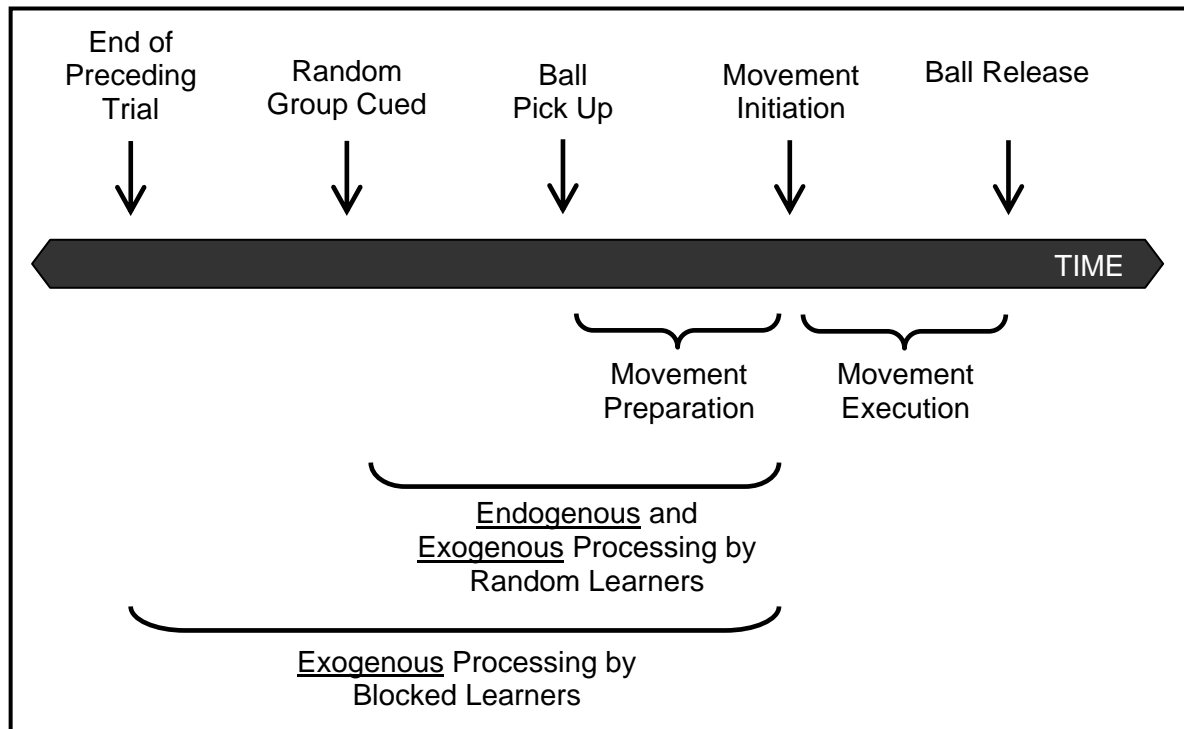 End of
Preceding
Trial
Random
Group Cued
Ball
Pick Up
Movement
Initiation
Ball Release
TIME
Movement
Preparation
Movement
Execution
Endogenous and
Exogenous Processing by
Random Learners
Exogenous Processing by
Blocked Learners